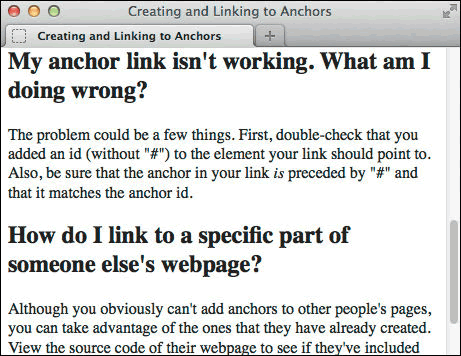 Creating and Linking to Anchors
Creating and Linking to Anchors
My anchor link isn't working. What am I
doing wrong?
The problem could be a few things. First, double-check that you
added an id (without "#") to the element your link should point to.
Also, be sure that the anchor in your link is preceded by "#" and
that it matches the anchor id.
How do I link to a specific part of
someone else's webpage?
Although you obviously can't add anchors to other people's pages,
you can take advantage of the ones that they have already created.
View the source code of their webpage to see if they've included